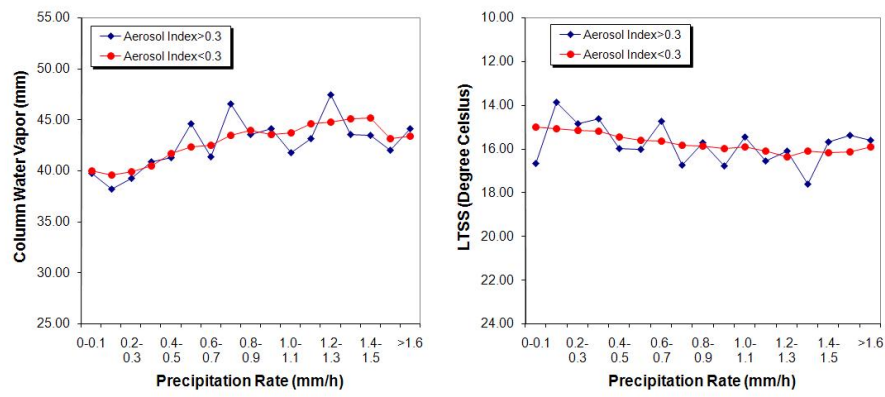 55.00
50.00
45.00
40.00
35.00
30.00
25.00
Column Water Vapor (mm)
Aerosol Index>0.3
Aerosol Index<0.3
0-0.1 0.2- 0.4- 0.6- 0.8- 1.0- 1.2- 1.4- >1.6
0.3 0.5 0.7 0.9 1.1 1.3 1.5
Precipitation Rate (mm/h)
10.00
12.00
14.00
16.00
18.00
20.00
22.00
24.00
LTSS (Degree Celsius)
Aerosol Index>0.3
Aerosol Index<0.3
0-0.1 0.2- 0.4- 0.6- 0.8- 1.0- 1.2- 1.4- >1.6
0.3 0.5 0.7 0.9 1.1 1.3 1.5
Precipitation Rate (mm/h)